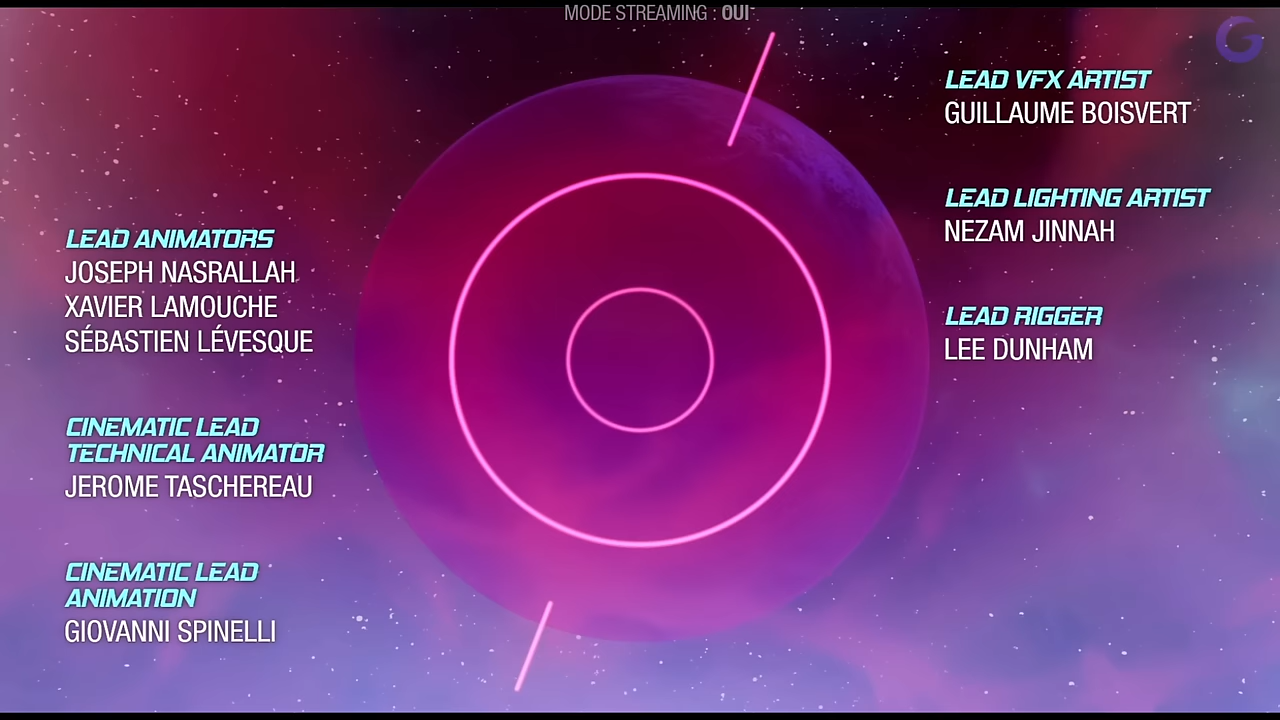 MODE STREAMING : OUI
LEAD ANIMATORS
JOSEPH NASRALLAH
XAVIER LAMOUCHE
SÉBASTIEN LÉVESQUE
CINEMATIC LEAD
TECHNICAL ANIMATOR
JEROME TASCHEREAU
CINEMATIC LEAD
ANIMATION
GIOVANNI SPINELLI
LEAD VFX ARTIST
GUILLAUME BOISVERT
LEAD LIGHTING ARTIST
NEZAM JINNAH
LEAD RIGGER
LEE DUNHAM